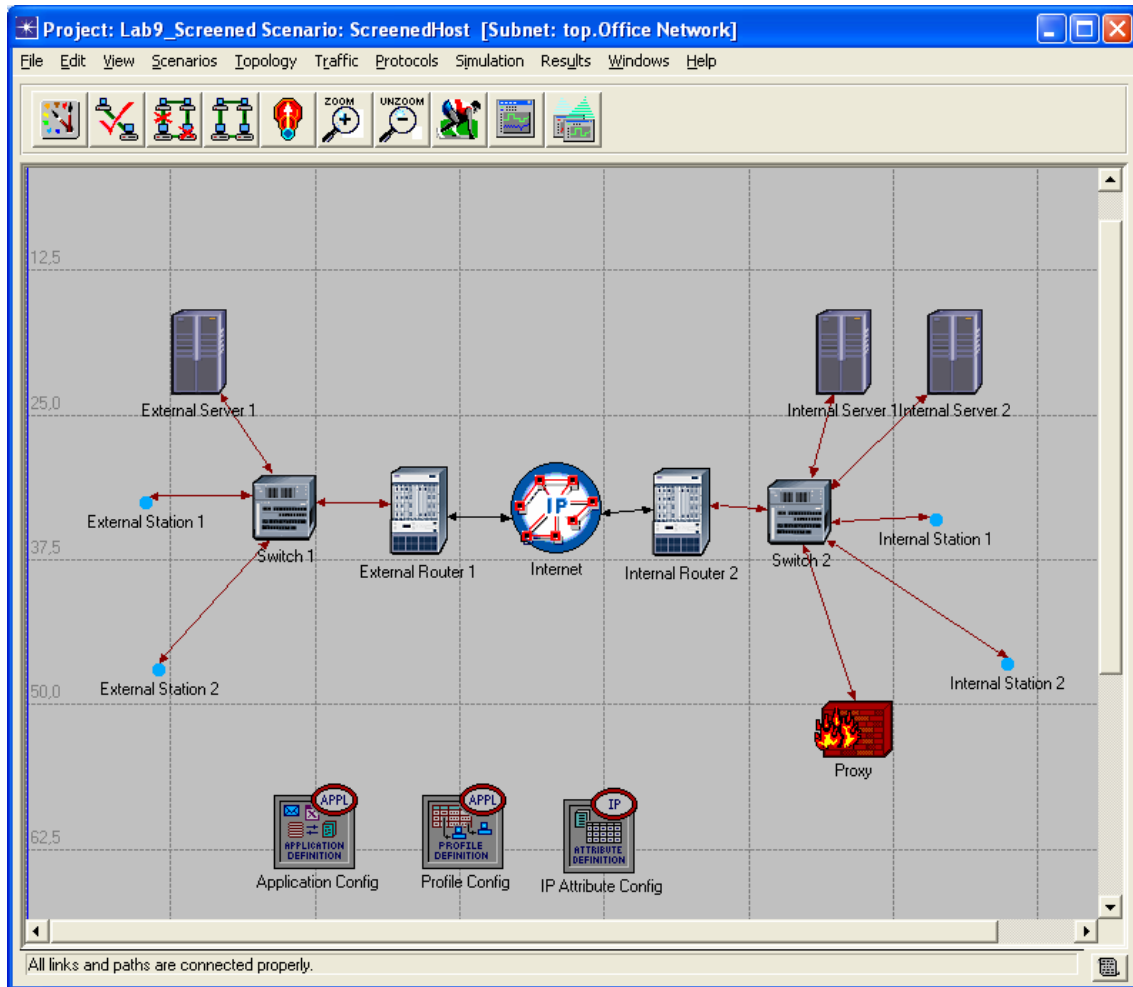 Project: Lab9_Screened Scenario: ScreenedHost [Subnet: top.Office Network]
File Edit View Scenarios Topology Traffic Protocols Simulation Results Windows Help
ZOOM
UNZOOM
12,5
25,0
37,5
50,0
62,5
External Server 1
Internal Server 1
Internal Server 2
External Station 1
Switch 1
External Router 1
IP
Internet
Internal Router 2
Switch 2
Internal Station 1
External Station 2
Internal Station 2
Proxy
APPL
APPLICATION
DEFINITION
Application Config
APPL
PROFILE
DEFINITION
Profile Config
IP
ATTRIBUTE
DEFINITION
IP Attribute Config
All links and paths are connected properly.